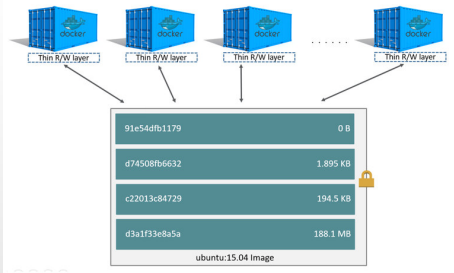 docker docker docker docker
Thin R/W layer Thin R/W layer Thin R/W layer ...... Thin R/W layer
91e54dfb1179 0 B
d74508fb6632 1.895 KB
c22013c84729 194.5 KB
d3a1f33e8a5a 188.1 MB
ubuntu:15.04 Image